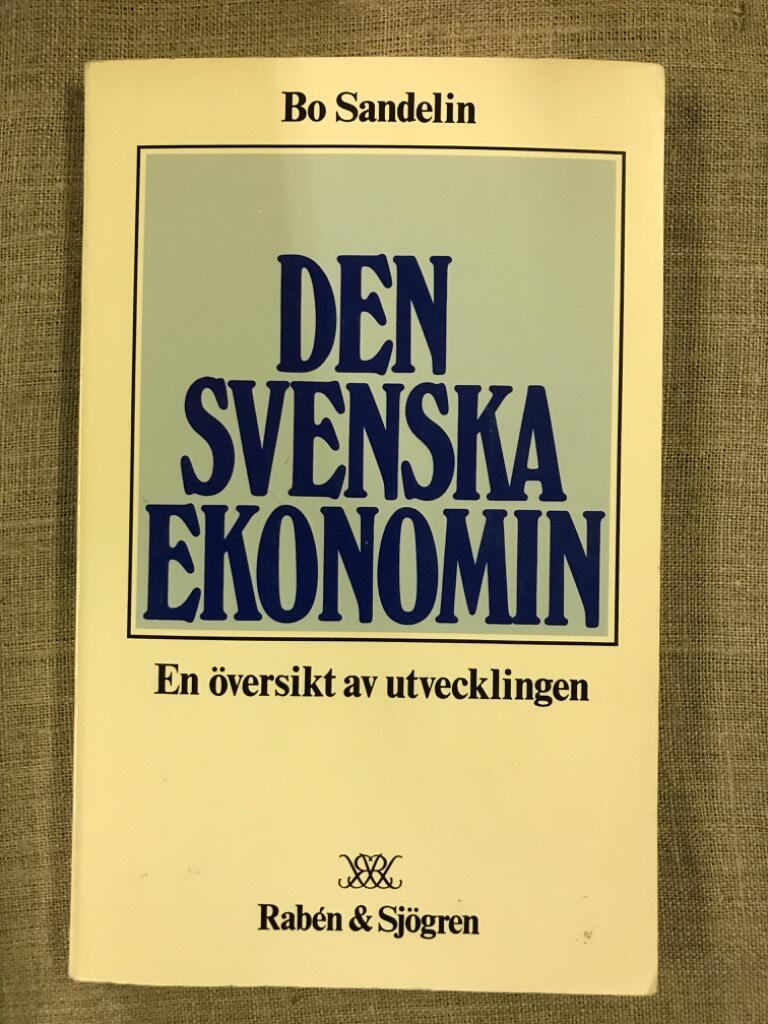 Bo Sandelin
DEN
SVENSKA
EKONOMIN
En översikt av utvecklingen
Rabén & Sjögren